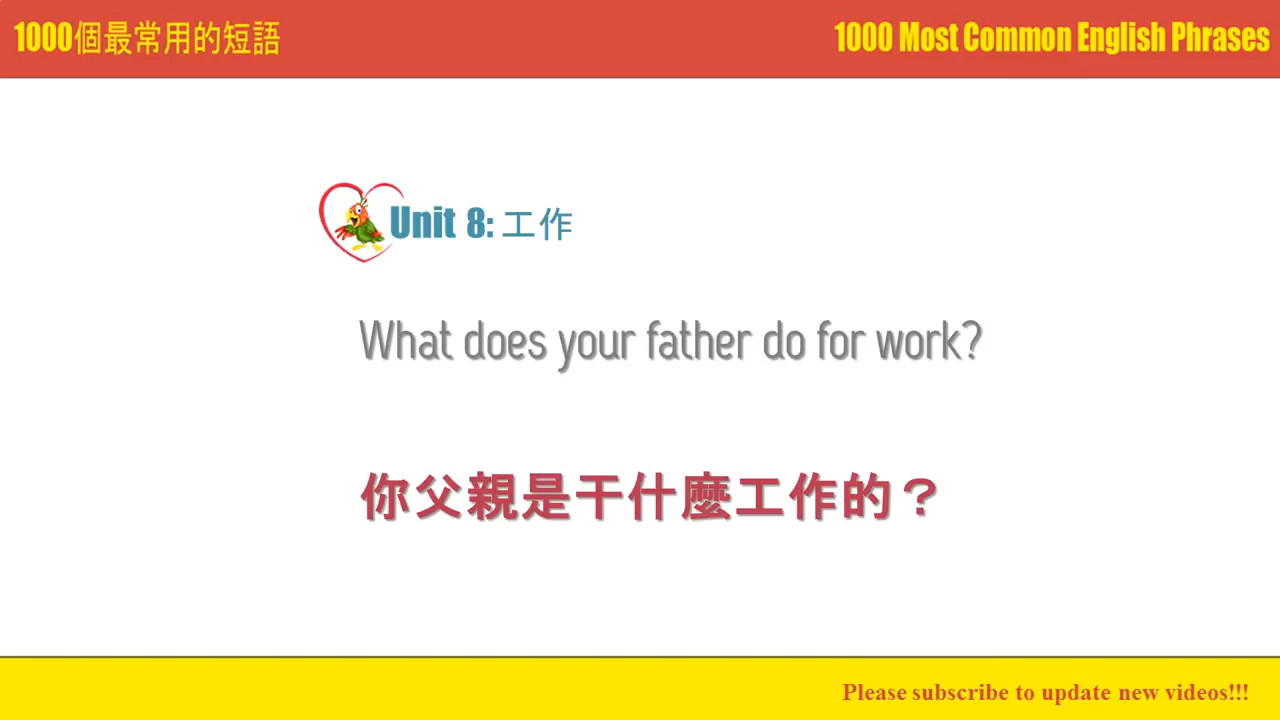 1000個最常用的短語
1000 Most Common English Phrases
Unit 8: 工作
What does your father do for work?
你父親是干什麼工作的？
Please subscribe to update new videos!!!